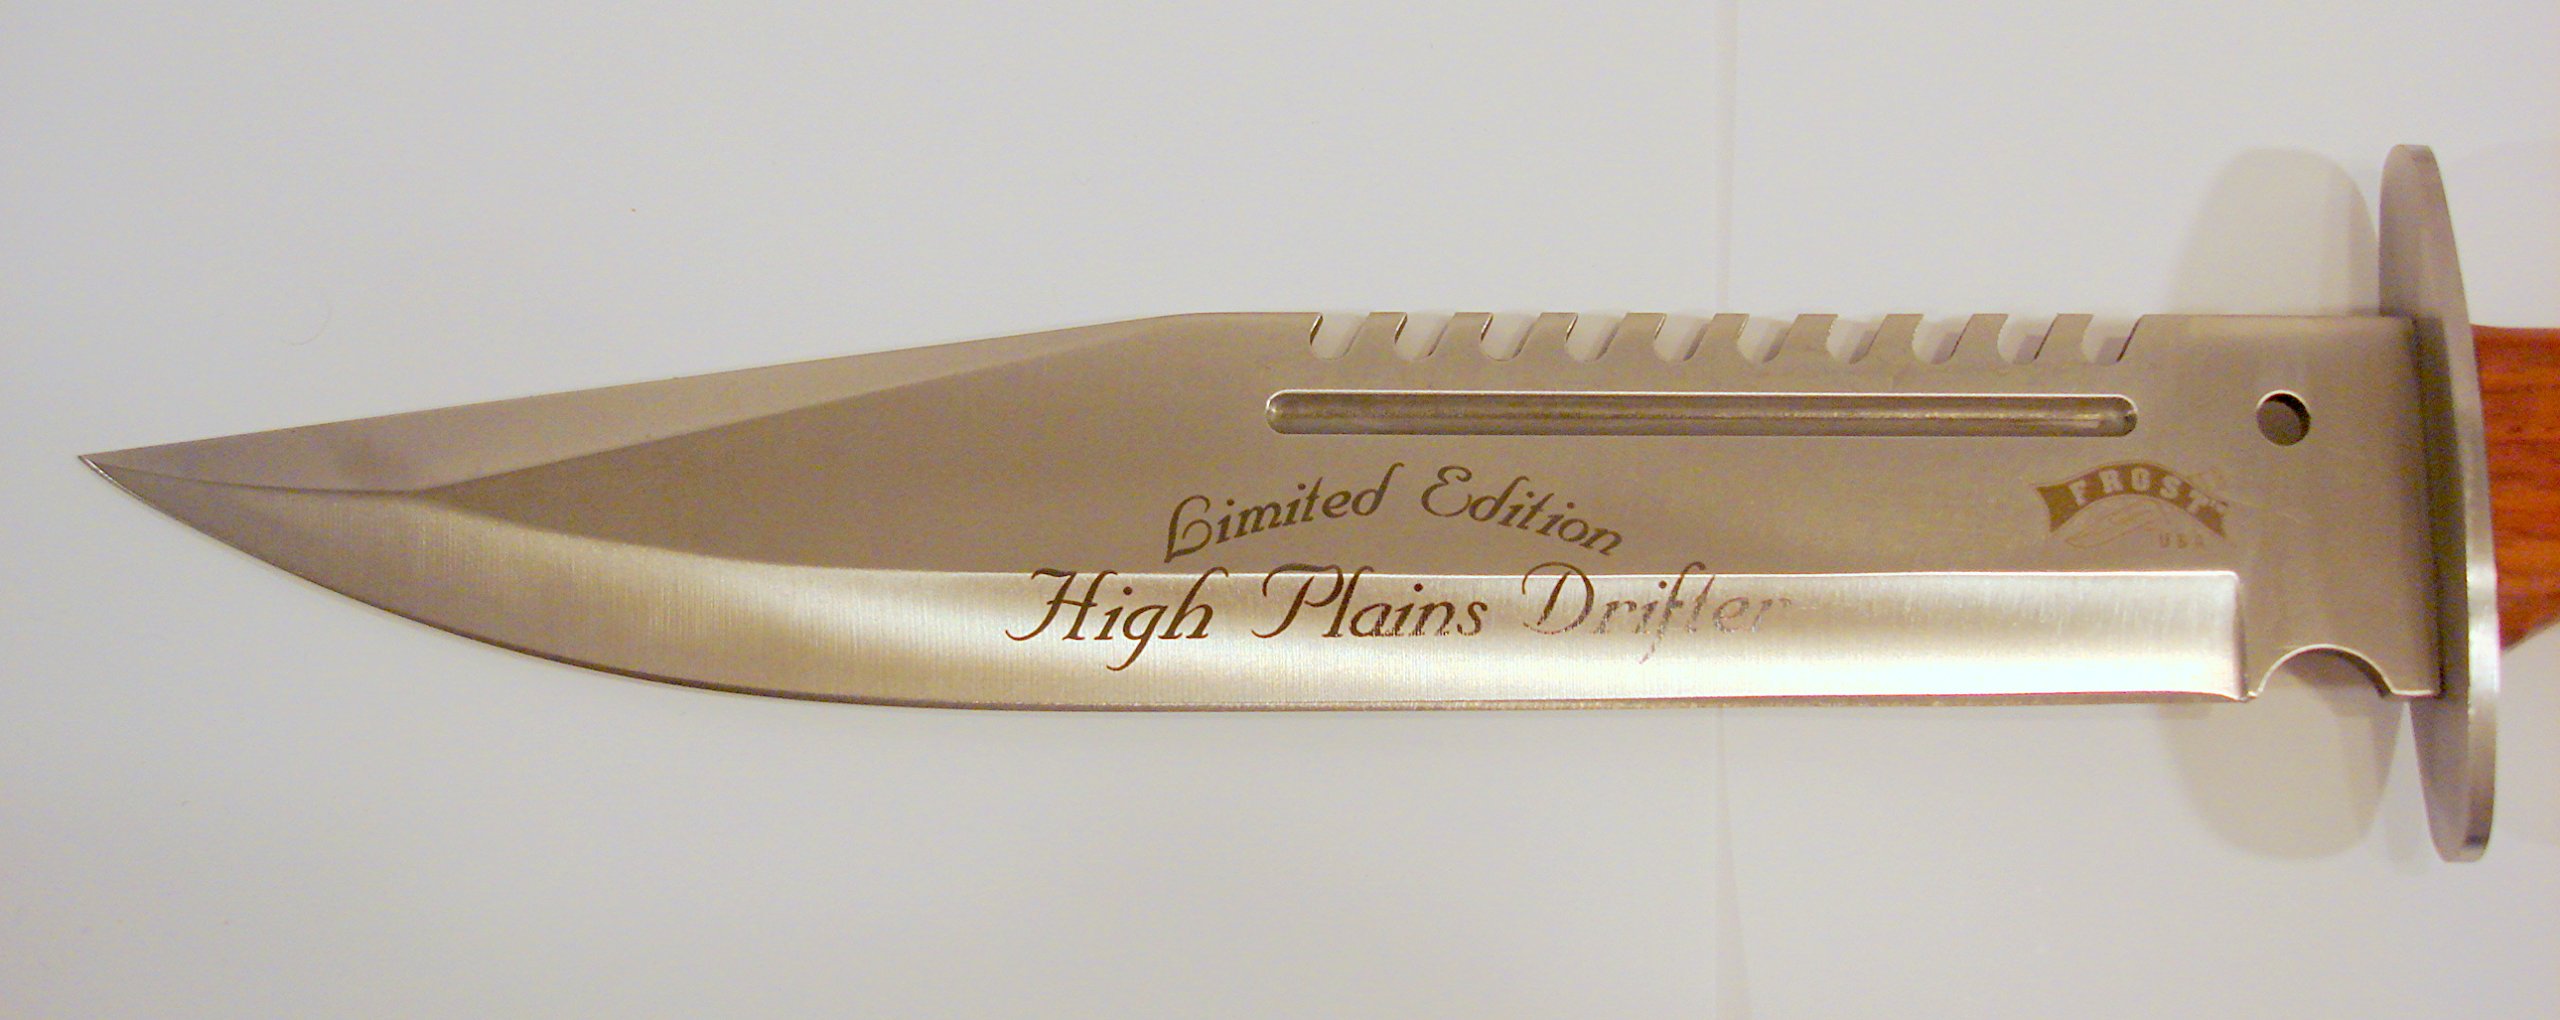 Limited Edition
High Plains Drifter
FROST
USA